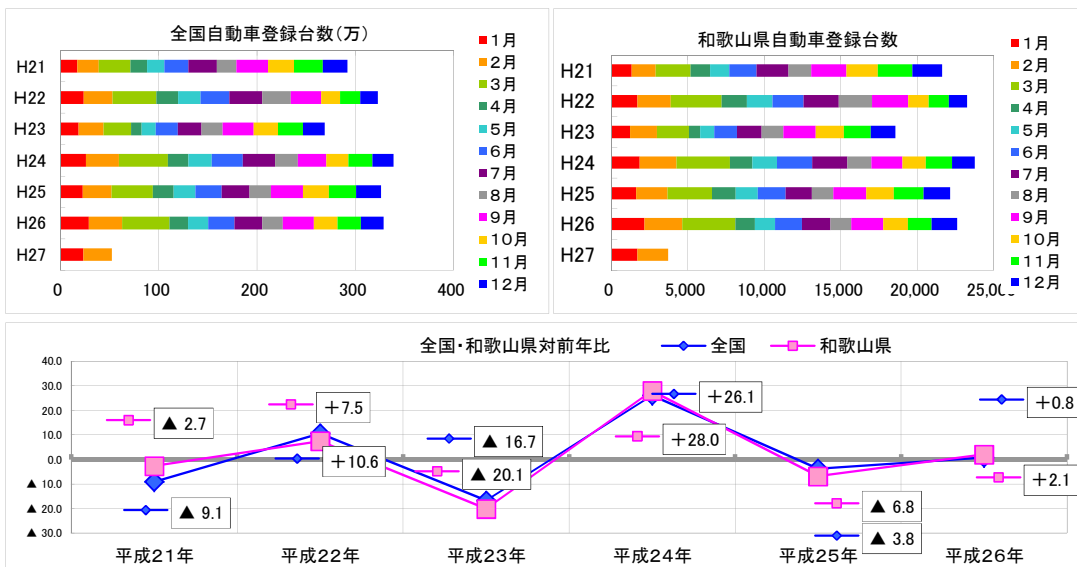 全国自動車登録台数(万)
H21
H22
H23
H24
H25
H26
H27
0
100
200
300
400
1月
2月
3月
4月
5月
6月
7月
8月
9月
10月
11月
12月
和歌山県自動車登録台数
H21
H22
H23
H24
H25
H26
H27
0
5,000
10,000
15,000
20,000
1月
2月
3月
4月
5月
6月
7月
8月
9月
10月
11月
12月
全国・和歌山県対前年比
全国
和歌山県
40.0
30.0
20.0
10.0
0.0
▲ 10.0
▲ 20.0
▲ 30.0
▲ 2.7
▲ 9.1
+7.5
+10.6
▲ 16.7
▲ 20.1
+26.1
+28.0
▲ 6.8
▲ 3.8
+0.8
+2.1
平成21年
平成22年
平成23年
平成24年
平成25年
平成26年